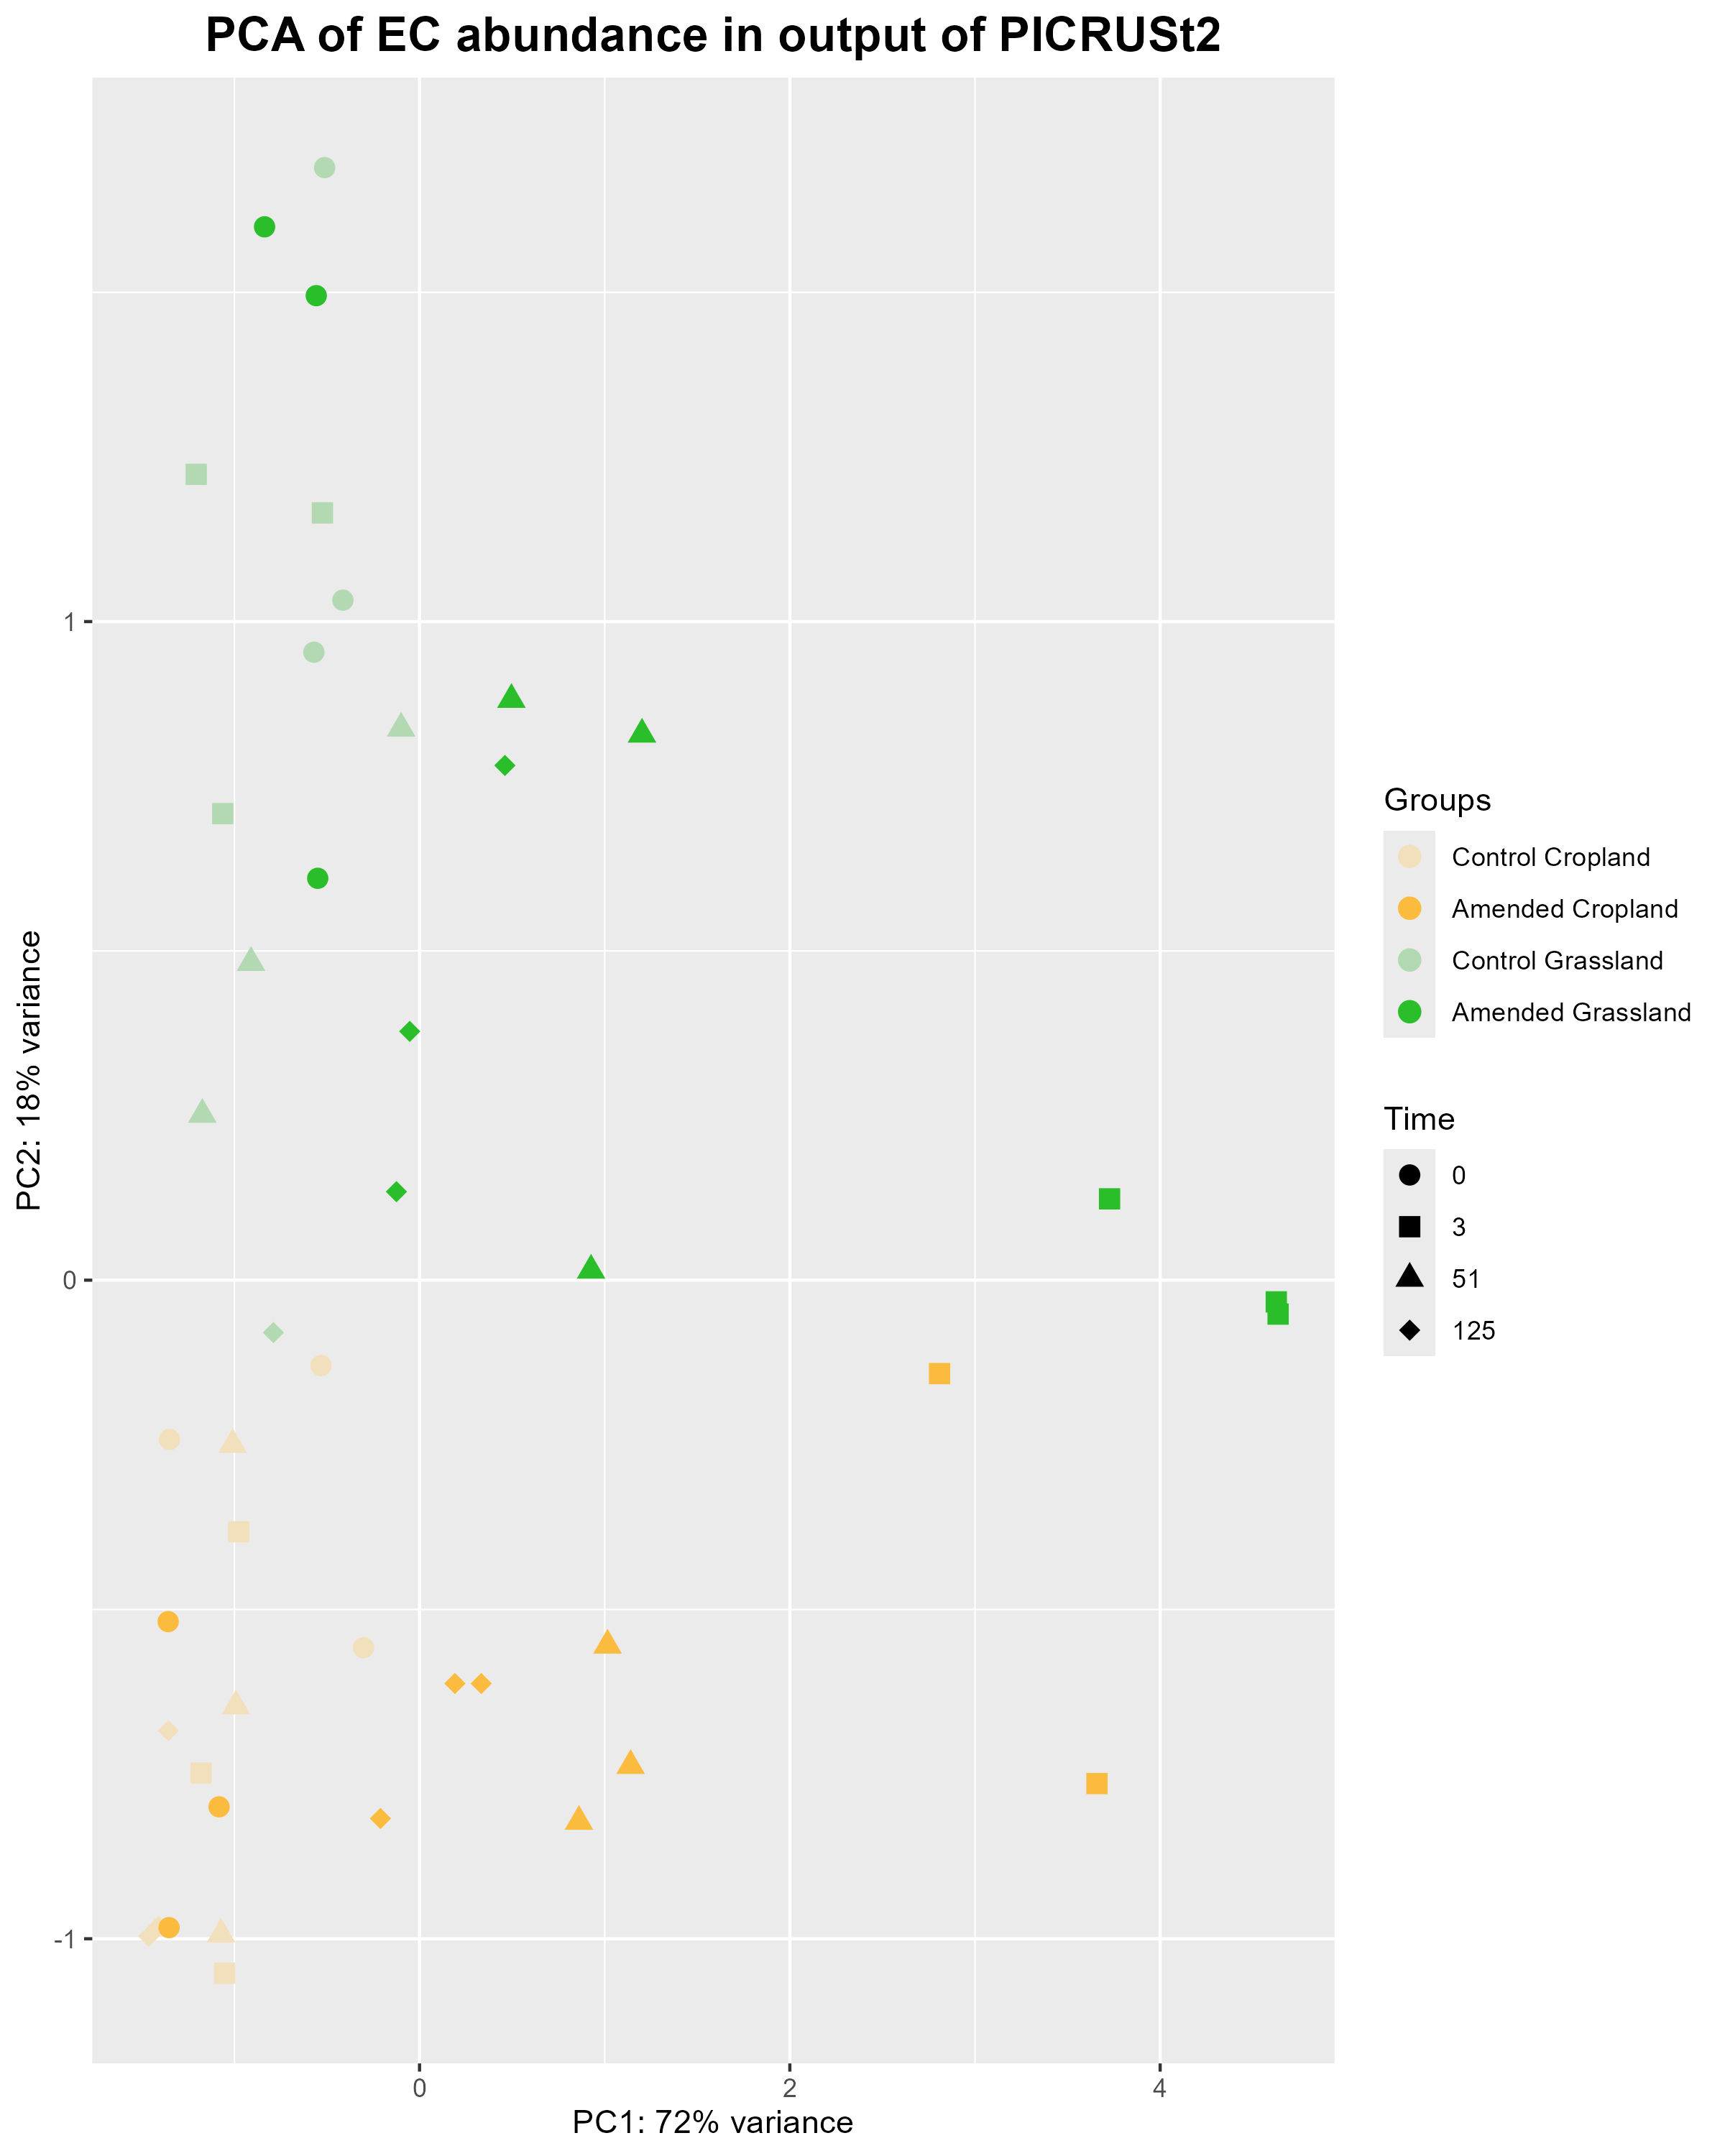 PCA of EC abundance in output of PICRUSt2
PC2: 18% variance
1
0
-1
0
2
4
PC1: 72% variance
Groups
Control Cropland
Amended Cropland
Control Grassland
Amended Grassland
Time
0
3
51
125